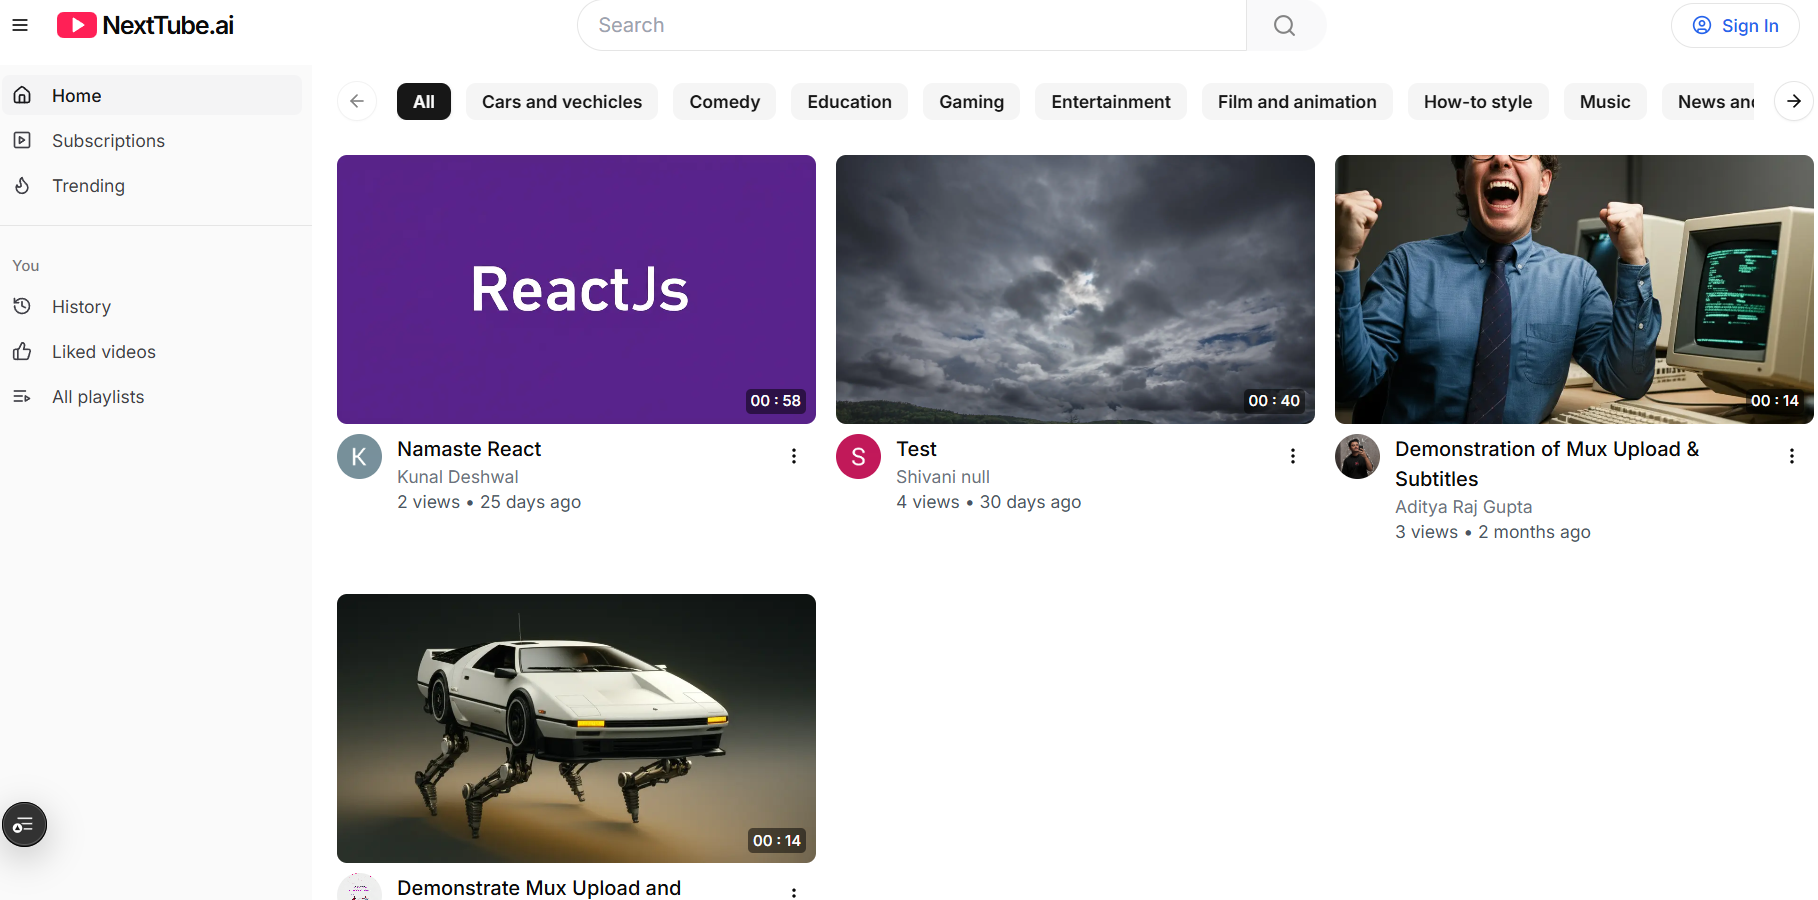 NextTube.ai
Search
Sign In
Home
Subscriptions
Trending
You
History
Liked videos
All playlists
All
Cars and vechicles
Comedy
Education
Gaming
Entertainment
Film and animation
How-to style
Music
News and
ReactJs
00 : 58
Namaste React
Kunal Deshwal
2 views • 25 days ago
00 : 40
S
Test
Shivani null
4 views • 30 days ago
00 : 14
Demonstration of Mux Upload &
Subtitles
Aditya Raj Gupta
3 views • 2 months ago
K
00 : 14
Demonstrate Mux Upload and